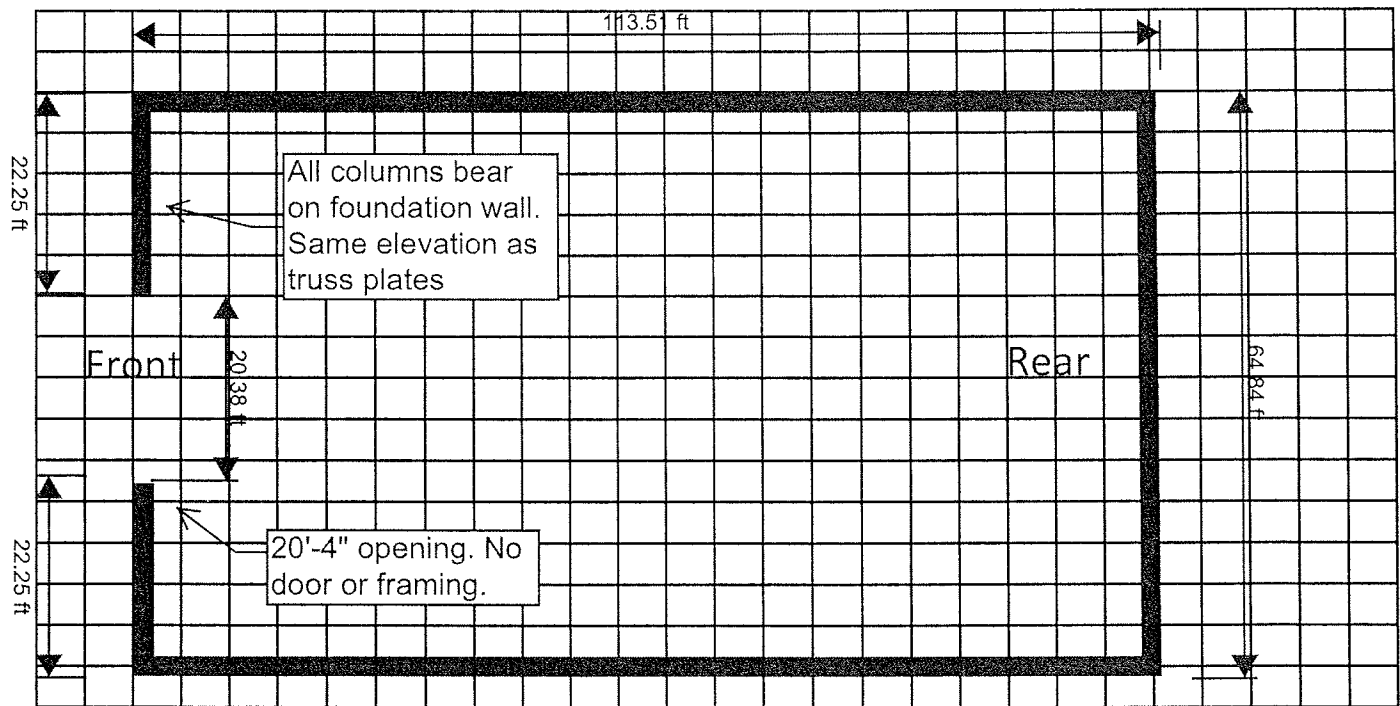 113.51 ft
22.25 ft
All columns bear
on foundation wall.
Same elevation as
truss plates
Front
20.38 ft
Rear
64.84 ft
20'-4" opening. No
door or framing.
22.25 ft